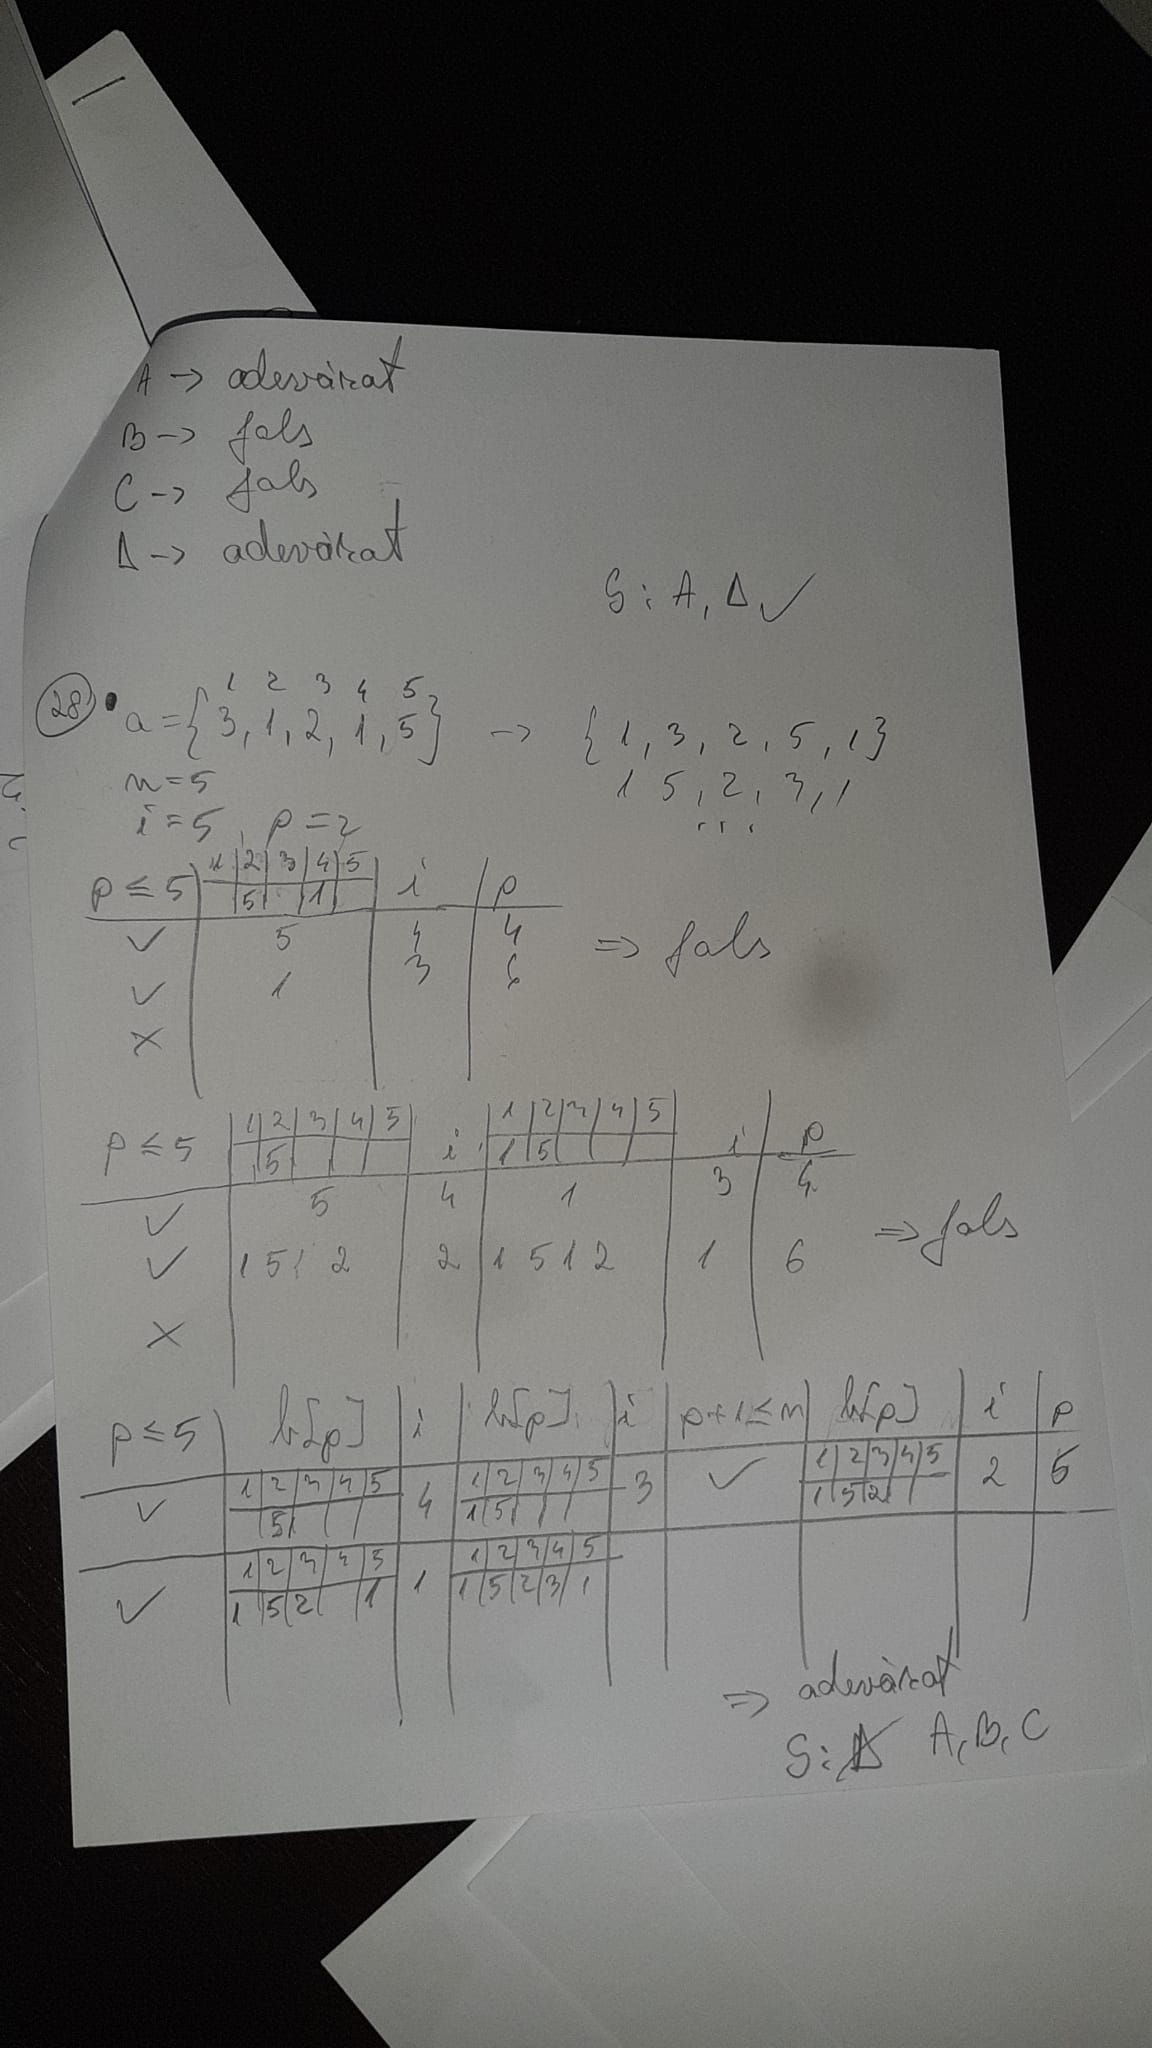 A -> adevărat
B -> fals
C -> fals
D -> adevărat
S: A, D ✓
28
1 2 3 4 5
a = {3, 1, 2, 1, 5} -> {1, 3, 2, 5, 1}
n = 5
1 5, 2, 3, 1
i = 5, p = 2
...
p ≤ 5 | 1 | 2 | 3 | 4 | 5 | i | p
5 | 1
✓ 5 4 4 => fals
✓ 1 3 6
×
p ≤ 5 | 1 | 2 | 3 | 4 | 5 | i | 1 | 2 | 3 | 4 | 5 | i | p
5 | 1 | 5
✓ 5 4 1 3 4
=> fals
✓ 1 5 1 2 2 1 5 1 2 1 6
×
p ≤ 5 | b[p] | i | b[p] | i | p+1 ≤ n | b[p] | i | p
✓ | 1 | 2 | 3 | 4 | 5 | 4 | 1 | 2 | 3 | 4 | 5 | 3 | ✓ | 1 | 2 | 3 | 4 | 5 | 2 | 5
5 | 1 | 5 | 1 | 5 | 2
✓ | 1 | 2 | 3 | 4 | 5 | 1 | 1 | 2 | 3 | 4 | 5
1 | 5 | 2 | 1 | 1 | 5 | 2 | 3 | 1
=> adevărat
S: A, B, C